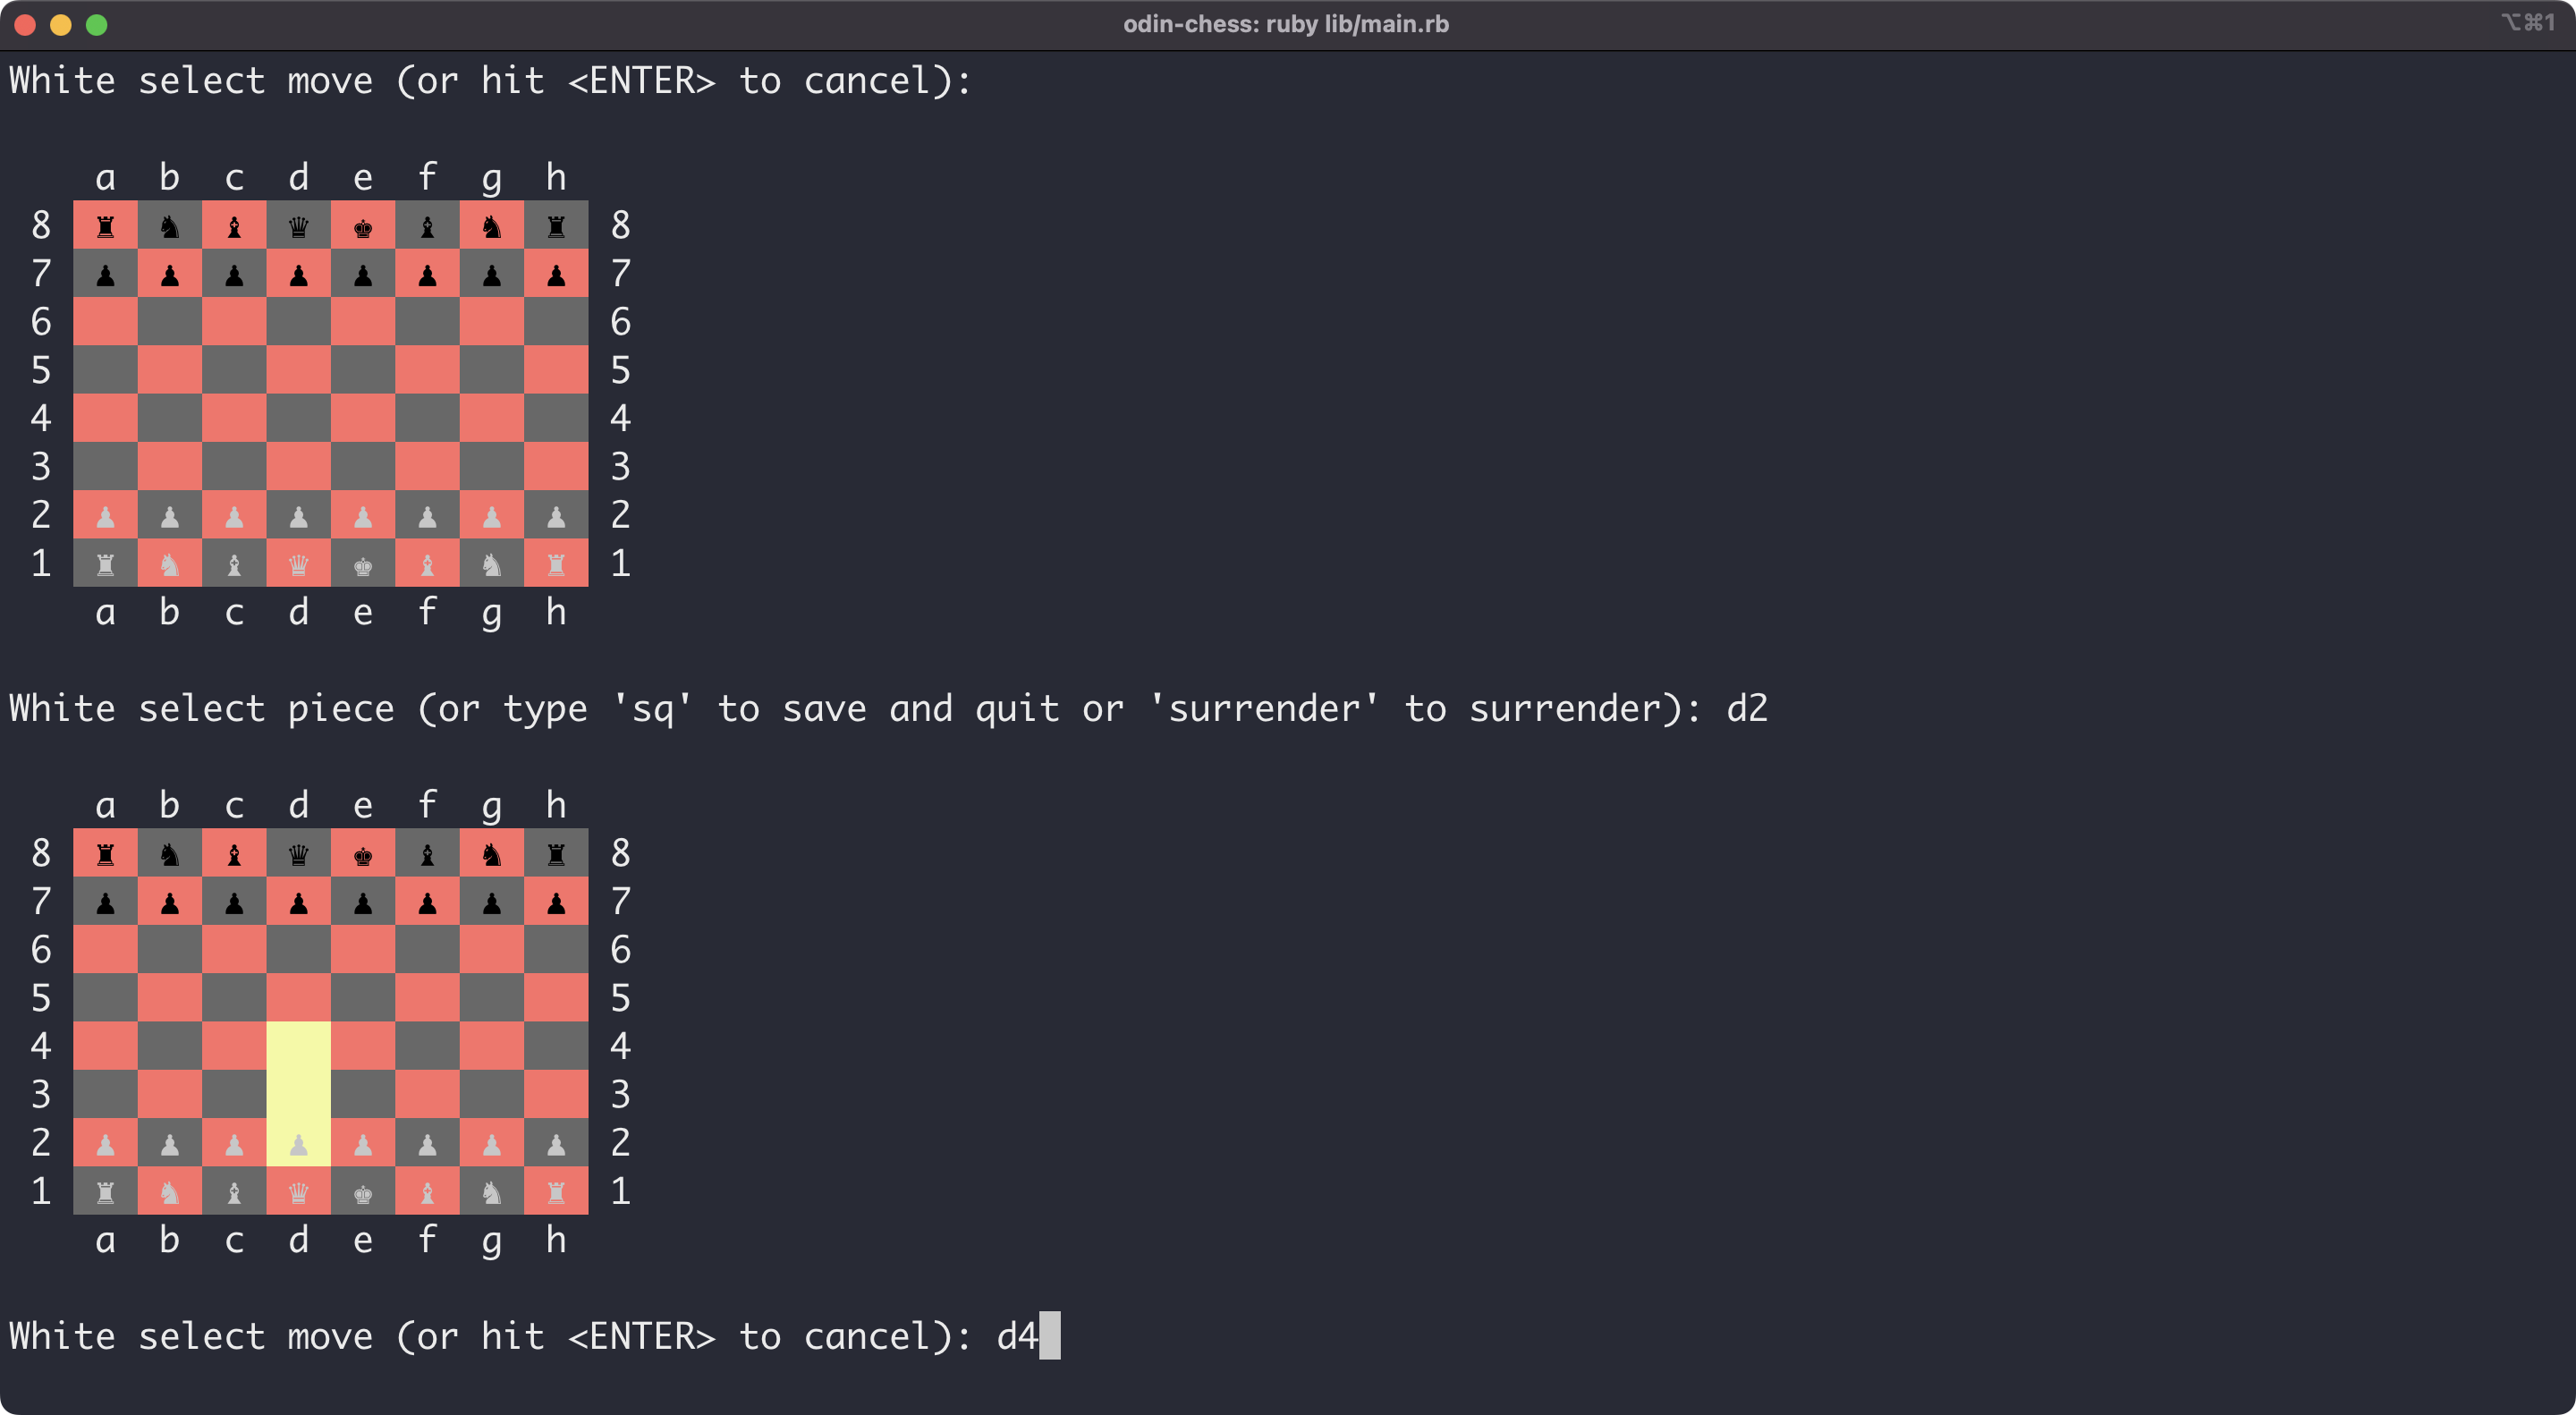 odin-chess: ruby lib/main.rb ⌥⌘1
White select move (or hit <ENTER> to cancel):
a b c d e f g h
8 ♜ ♞ ♝ ♛ ♚ ♝ ♞ ♜ 8
7 ♟ ♟ ♟ ♟ ♟ ♟ ♟ ♟ 7
6 6
5 5
4 4
3 3
2 ♟ ♟ ♟ ♟ ♟ ♟ ♟ ♟ 2
1 ♜ ♞ ♝ ♛ ♚ ♝ ♞ ♜ 1
a b c d e f g h
White select piece (or type 'sq' to save and quit or 'surrender' to surrender): d2
a b c d e f g h
8 ♜ ♞ ♝ ♛ ♚ ♝ ♞ ♜ 8
7 ♟ ♟ ♟ ♟ ♟ ♟ ♟ ♟ 7
6 6
5 5
4 4
3 3
2 ♟ ♟ ♟ ♟ ♟ ♟ ♟ ♟ 2
1 ♜ ♞ ♝ ♛ ♚ ♝ ♞ ♜ 1
a b c d e f g h
White select move (or hit <ENTER> to cancel): d4